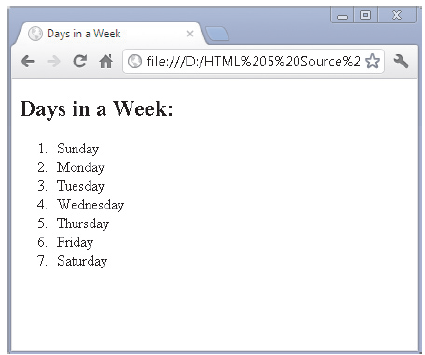 Days in a Week
file:///D:/HTML%205%20Source%2
Days in a Week:
1. Sunday
2. Monday
3. Tuesday
4. Wednesday
5. Thursday
6. Friday
7. Saturday